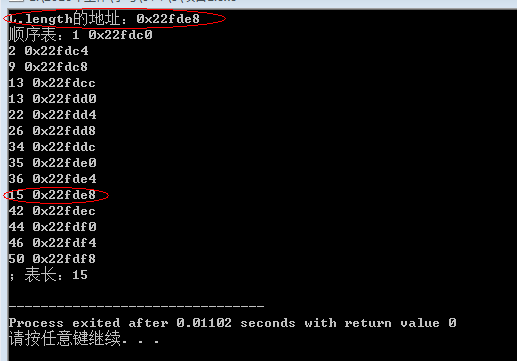 L.length的地址：0x22fde8
顺序表：1 0x22fdc0
2 0x22fdc4
9 0x22fdc8
13 0x22fdcc
13 0x22fdd0
22 0x22fdd4
26 0x22fdd8
34 0x22fddc
35 0x22fde0
36 0x22fde4
15 0x22fde8
42 0x22fdec
44 0x22fdf0
46 0x22fdf4
50 0x22fdf8
；表长：15
--------------------------------
Process exited after 0.01102 seconds with return value 0
请按任意键继续. . .